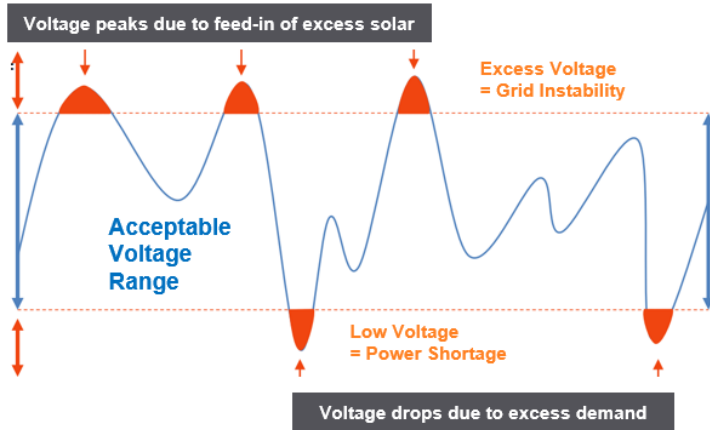 Voltage peaks due to feed-in of excess solar
Excess Voltage
= Grid Instability
Acceptable
Voltage
Range
Low Voltage
= Power Shortage
Voltage drops due to excess demand